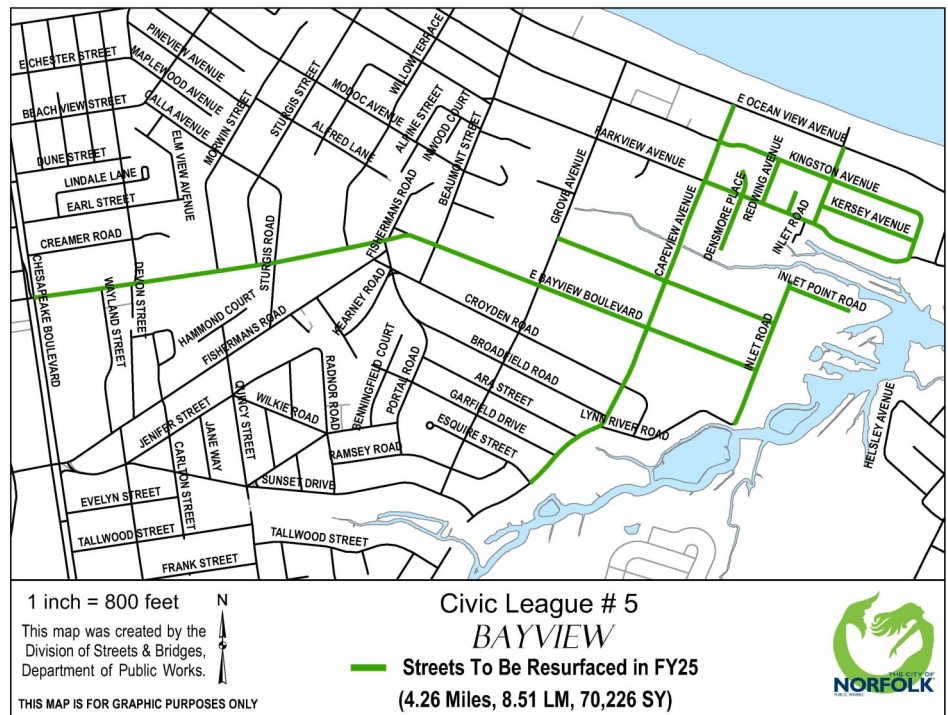 PINEVIEW AVENUE
E CHESTER STREET
MAPLEWOOD AVENUE
BEACH VIEW STREET
CALLA AVENUE
MORWIN STREET
STURGIS STREET
MODOC AVENUE
WILLOW TERRACE
ALFRED LANE
ALPINE STREET
INWOOD COURT
BEAUMONT STREET
E OCEAN VIEW AVENUE
PARKVIEW AVENUE
KINGSTON AVENUE
DUNE STREET
LINDALE LANE
EARL STREET
ELM VIEW AVENUE
CREAMER ROAD
FISHERMANS ROAD
GROVE AVENUE
CAPEVIEW AVENUE
DENSMORE PLACE
REDWING AVENUE
INLET ROAD
KERSEY AVENUE
CHESAPEAKE BOULEVARD
WAYLAND STREET
DEVON STREET
STURGIS ROAD
HAMMOND COURT
FISHERMANS ROAD
KEARNEY ROAD
E BAYVIEW BOULEVARD
INLET POINT ROAD
INLET ROAD
CROYDEN ROAD
BROADFIELD ROAD
ARA STREET
GARFIELD DRIVE
ESQUIRE STREET
LYNN RIVER ROAD
HELSLEY AVENUE
BENNINGFIELD COURT
PORTAL ROAD
RADNOR ROAD
WILKIE ROAD
QUINCY STREET
JENIFER STREET
JANE WAY
CARLTON STREET
RAMSEY ROAD
SUNSET DRIVE
EVELYN STREET
TALLWOOD STREET
TALLWOOD STREET
FRANK STREET
1 inch = 800 feet
N
This map was created by the
Division of Streets & Bridges,
Department of Public Works.
THIS MAP IS FOR GRAPHIC PURPOSES ONLY
Civic League # 5
BAYVIEW
Streets To Be Resurfaced in FY25
(4.26 Miles, 8.51 LM, 70,226 SY)
THE CITY OF
NORFOLK
PUBLIC WORKS